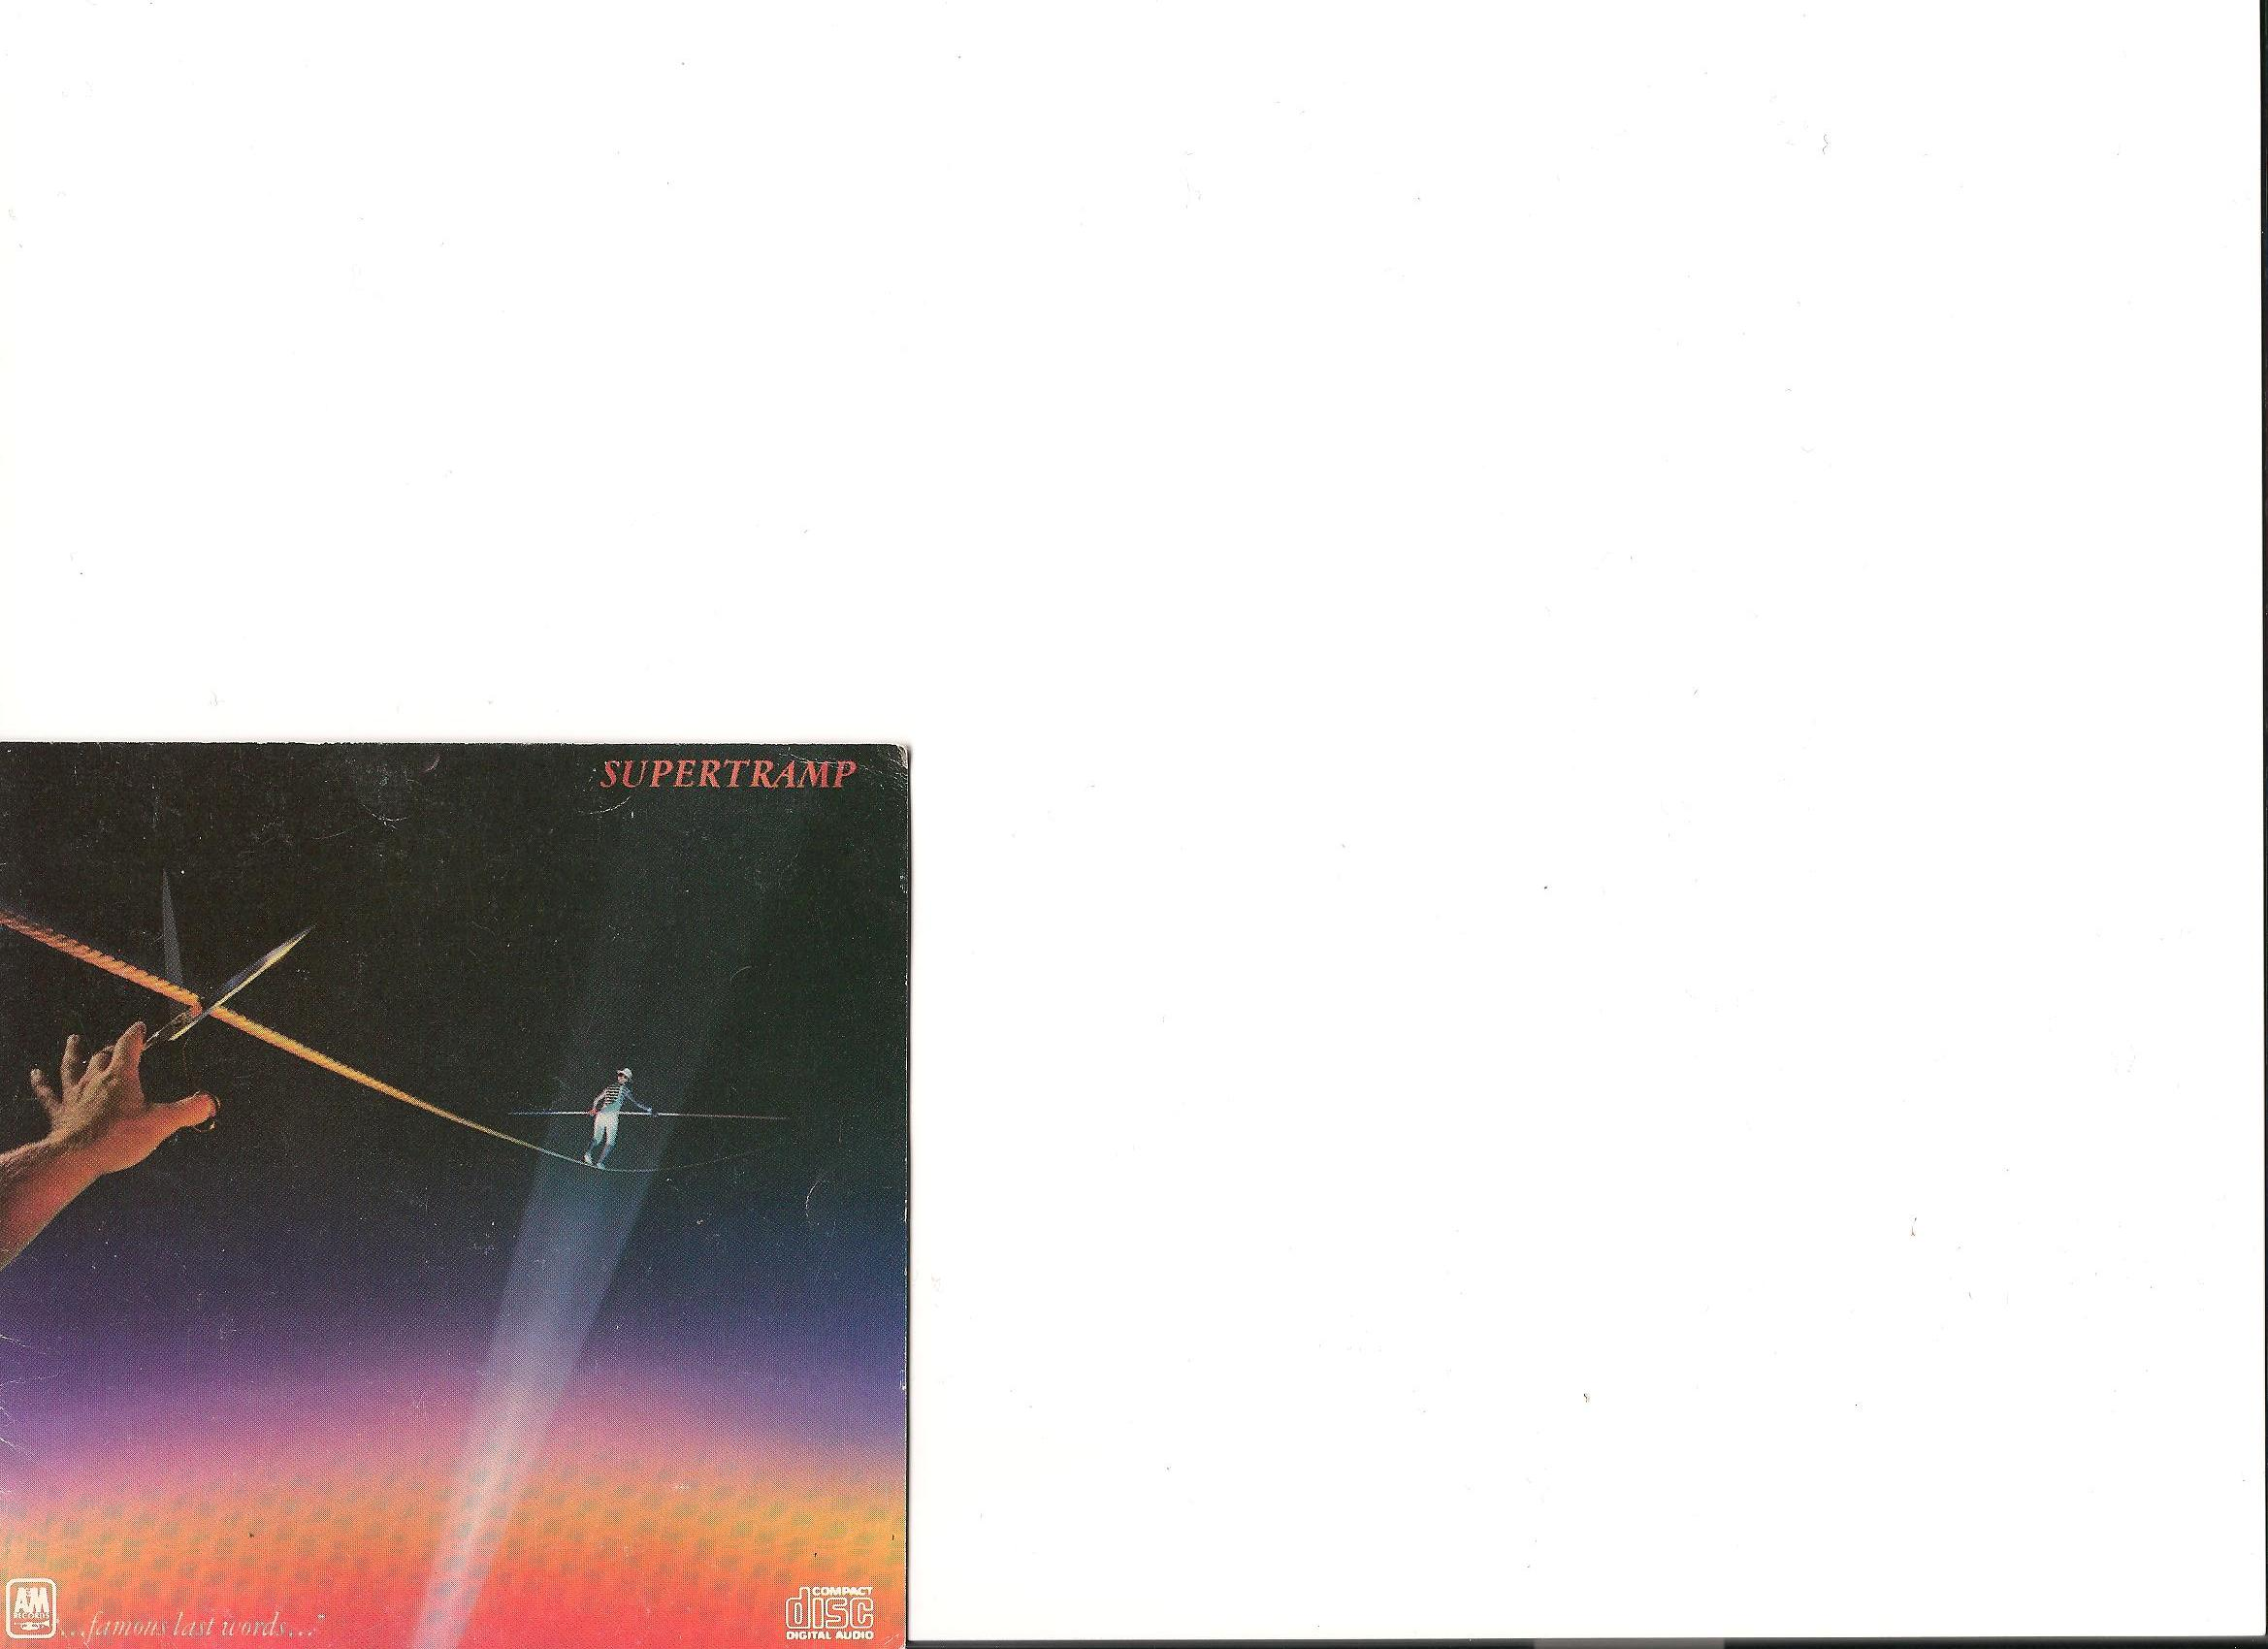 SUPERTRAMP
A&M
RECORDS
"...famous last words..."
COMPACT
disc
DIGITAL AUDIO